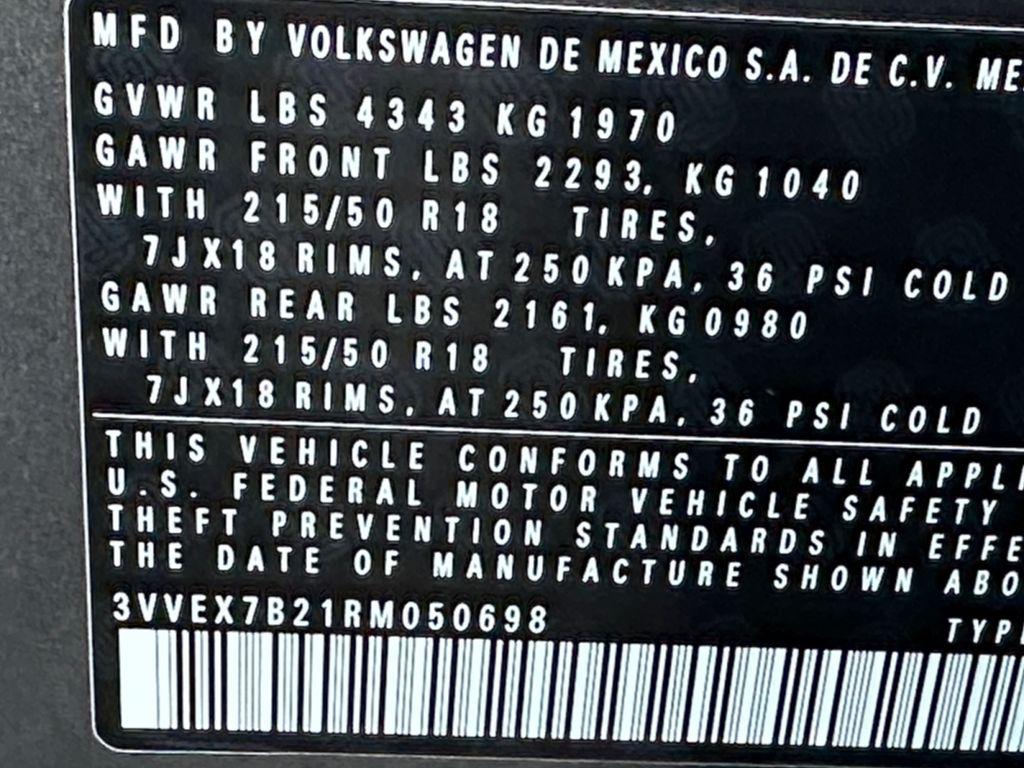 MFD BY VOLKSWAGEN DE MEXICO S.A. DE C.V.
GVWR LBS 4343 KG 1970
GAWR FRONT LBS 2293, KG 1040
WITH 215/50 R18 TIRES,
7JX18 RIMS, AT 250 KPA, 36 PSI COLD
GAWR REAR LBS 2161, KG 0980
WITH 215/50 R18 TIRES,
7JX18 RIMS, AT 250 KPA, 36 PSI COLD
THIS VEHICLE CONFORMS TO ALL
U.S. FEDERAL MOTOR VEHICLE SAFETY
THEFT PREVENTION STANDARDS IN
THE DATE OF MANUFACTURE SHOWN
3VVEX7B21RM050698